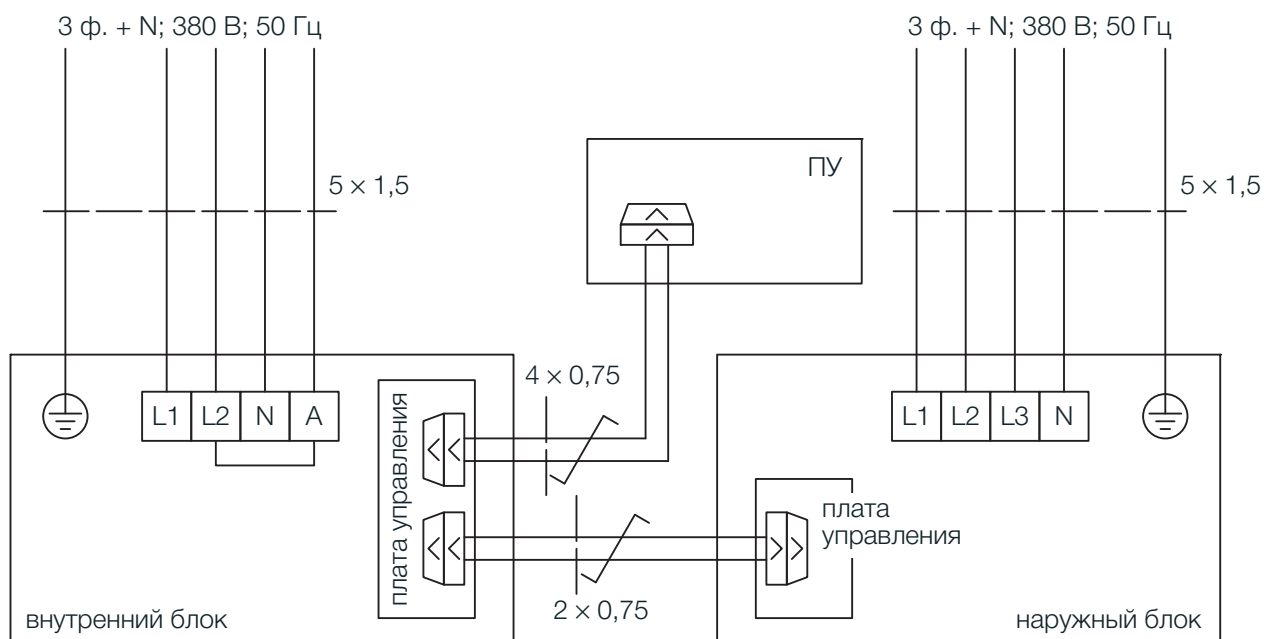 3 ф. + N; 380 В; 50 Гц
3 ф. + N; 380 В; 50 Гц
5 × 1,5
ПУ
5 × 1,5
4 × 0,75
L1 L2 N A
плата управления
L1 L2 L3 N
плата
управления
2 × 0,75
внутренний блок
наружный блок